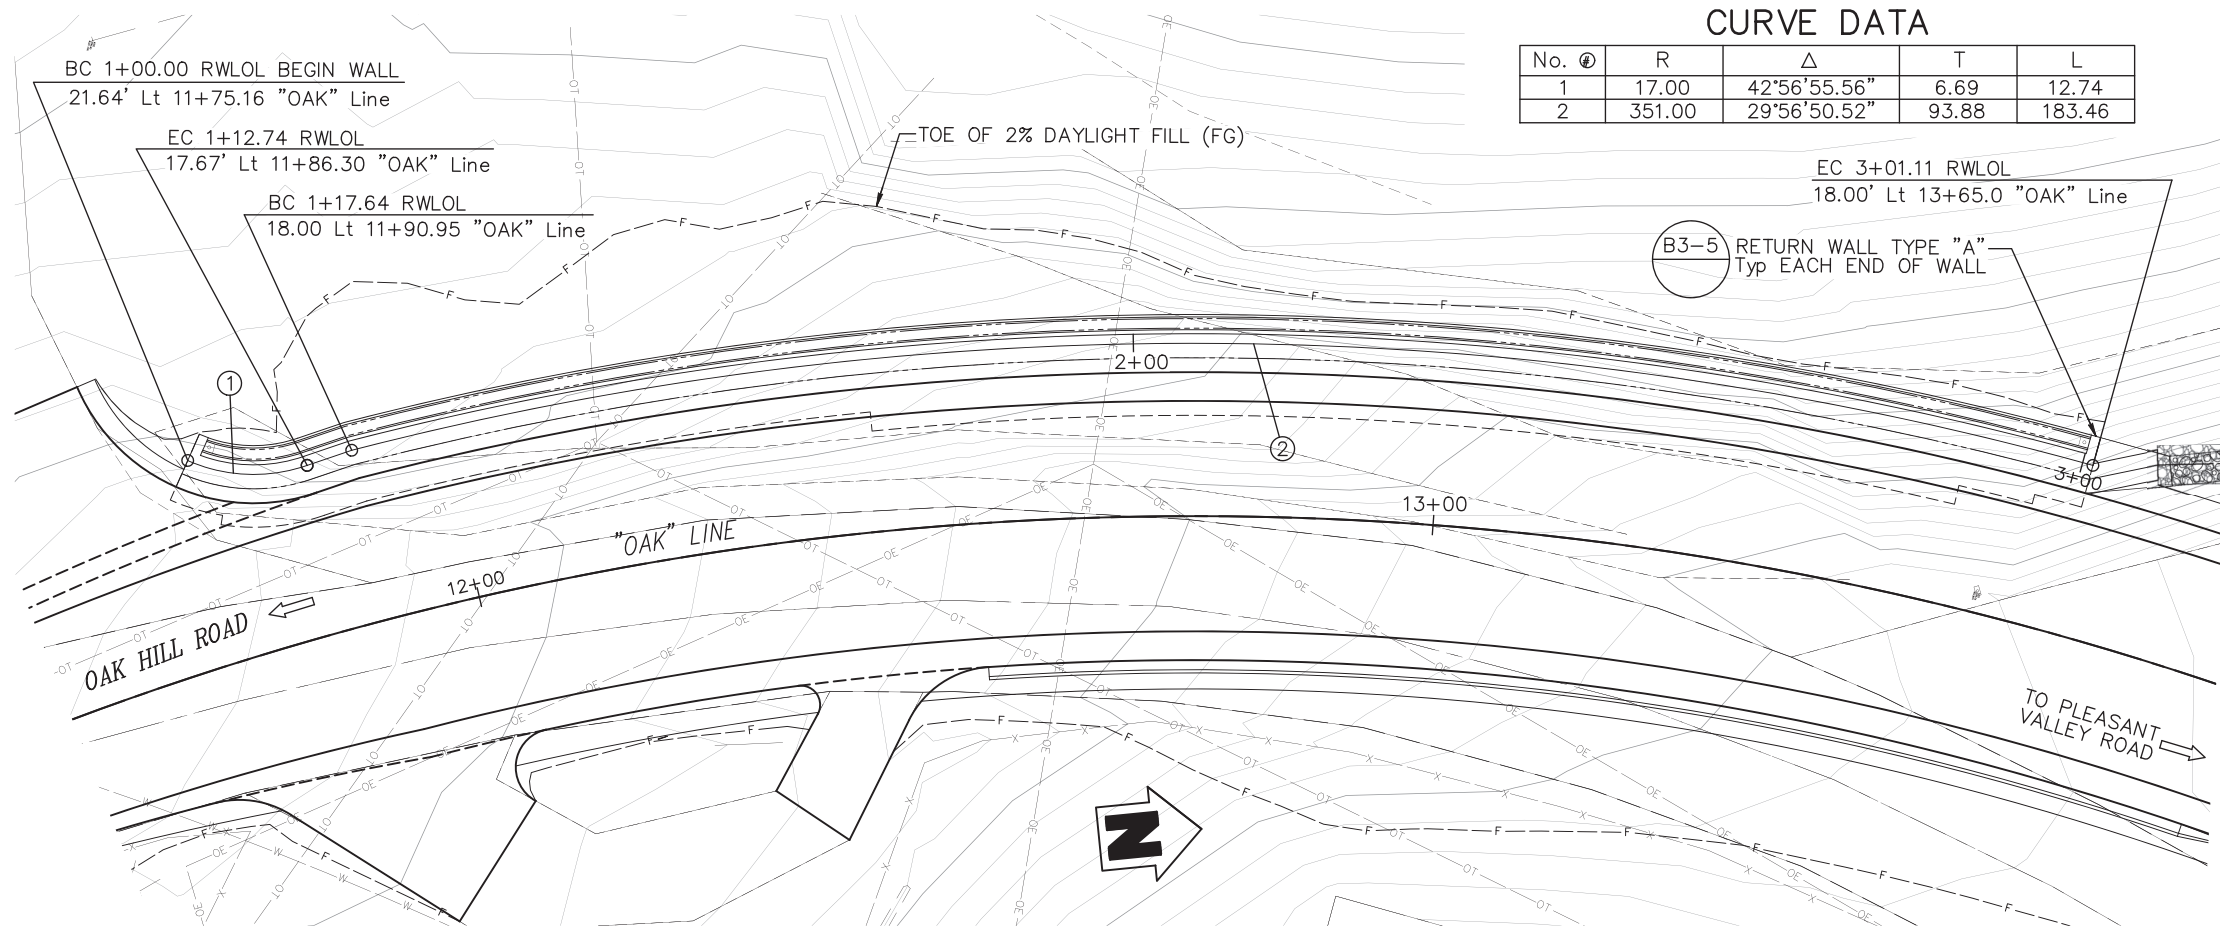 CURVE DATA
No. # R △ T L
1 17.00 42°56'55.56" 6.69 12.74
2 351.00 29°56'50.52" 93.88 183.46
BC 1+00.00 RWLOL BEGIN WALL
21.64' Lt 11+75.16 "OAK" Line
EC 1+12.74 RWLOL
17.67' Lt 11+86.30 "OAK" Line
BC 1+17.64 RWLOL
18.00 Lt 11+90.95 "OAK" Line
TOE OF 2% DAYLIGHT FILL (FG)
EC 3+01.11 RWLOL
18.00' Lt 13+65.0 "OAK" Line
B3-5
RETURN WALL TYPE "A"
Typ EACH END OF WALL
1
2
2+00
3+00
"OAK" LINE
12+00
13+00
OAK HILL ROAD
TO PLEASANT
VALLEY ROAD
N